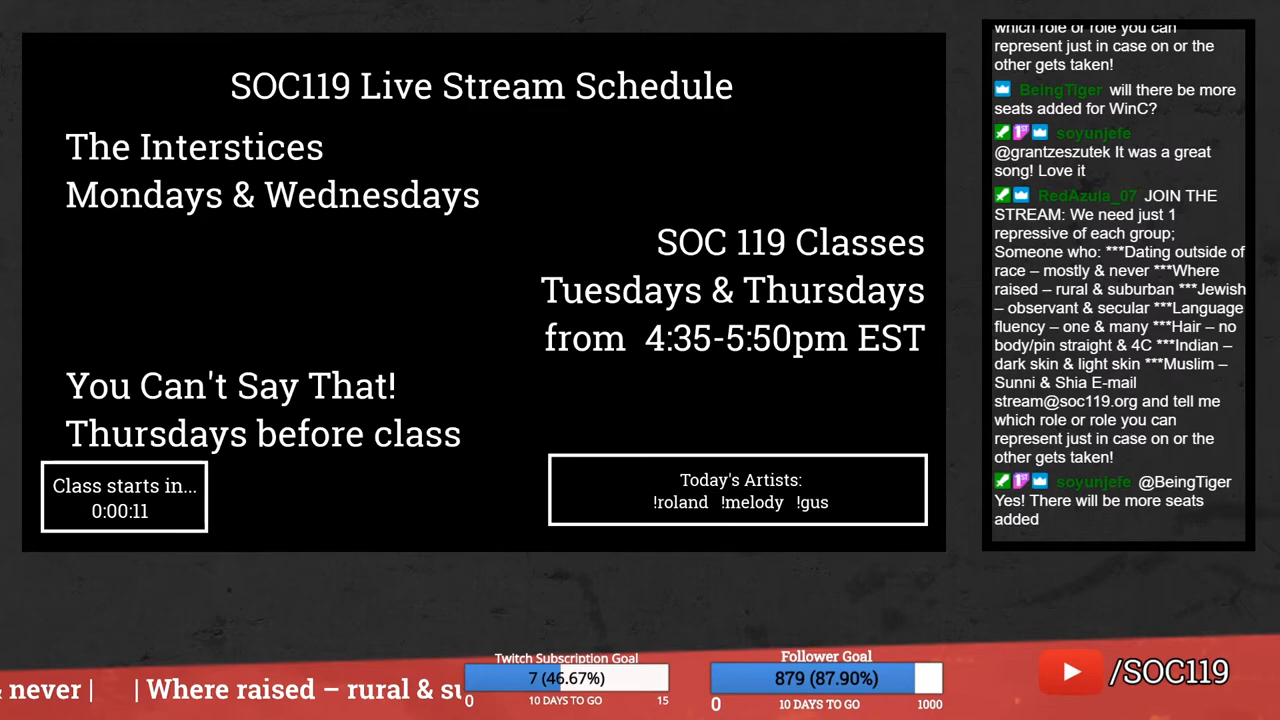 SOC119 Live Stream Schedule
The Interstices
Mondays & Wednesdays
SOC 119 Classes
Tuesdays & Thursdays
from 4:35-5:50pm EST
You Can't Say That!
Thursdays before class
Class starts in...
0:00:11
Today's Artists:
!roland !melody !gus
which role or role you can
represent just in case on or the
other gets taken!
BeingTiger will there be more
seats added for WinC?
soyunjefe
@grantzeszutek It was a great
song! Love it
RedAzula_07 JOIN THE
STREAM: We need just 1
repressive of each group;
Someone who: ***Dating outside of
race – mostly & never ***Where
raised – rural & suburban ***Jewish
– observant & secular ***Language
fluency – one & many ***Hair – no
body/pin straight & 4C ***Indian –
dark skin & light skin ***Muslim –
Sunni & Shia E-mail
stream@soc119.org and tell me
which role or role you can
represent just in case on or the
other gets taken!
soyunjefe @BeingTiger
Yes! There will be more seats
added
& never | | Where raised – rural & su
Twitch Subscription Goal
7 (46.67%)
0 10 DAYS TO GO 15
Follower Goal
879 (87.90%)
0 10 DAYS TO GO 1000
/SOC119